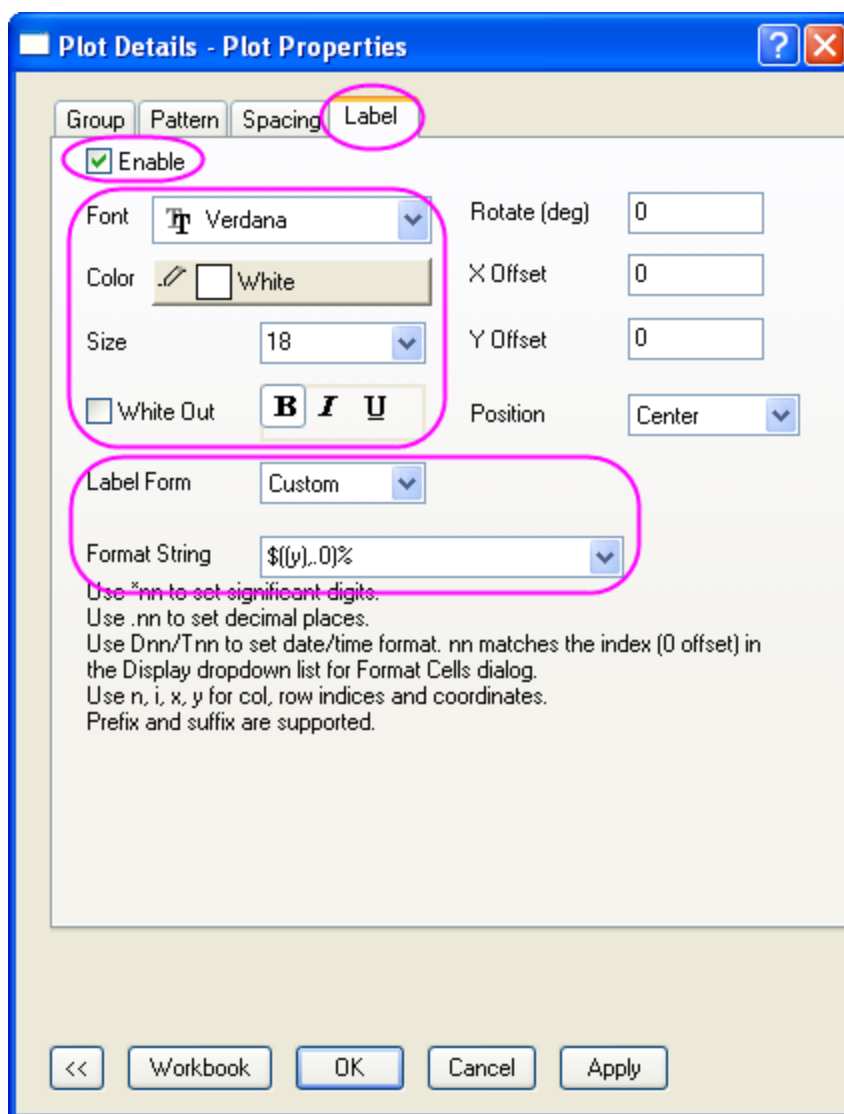 Plot Details - Plot Properties
Group Pattern Spacing Label
Enable
Font Verdana Rotate (deg) 0
Color White X Offset 0
Size 18 Y Offset 0
White Out B I U Position Center
Label Form Custom
Format String $((y),.0)%
Use *nn to set significant digits.
Use .nn to set decimal places.
Use Dnn/Tnn to set date/time format. nn matches the index (0 offset) in
the Display dropdown list for Format Cells dialog.
Use n, i, x, y for col, row indices and coordinates.
Prefix and suffix are supported.
<< Workbook OK Cancel Apply